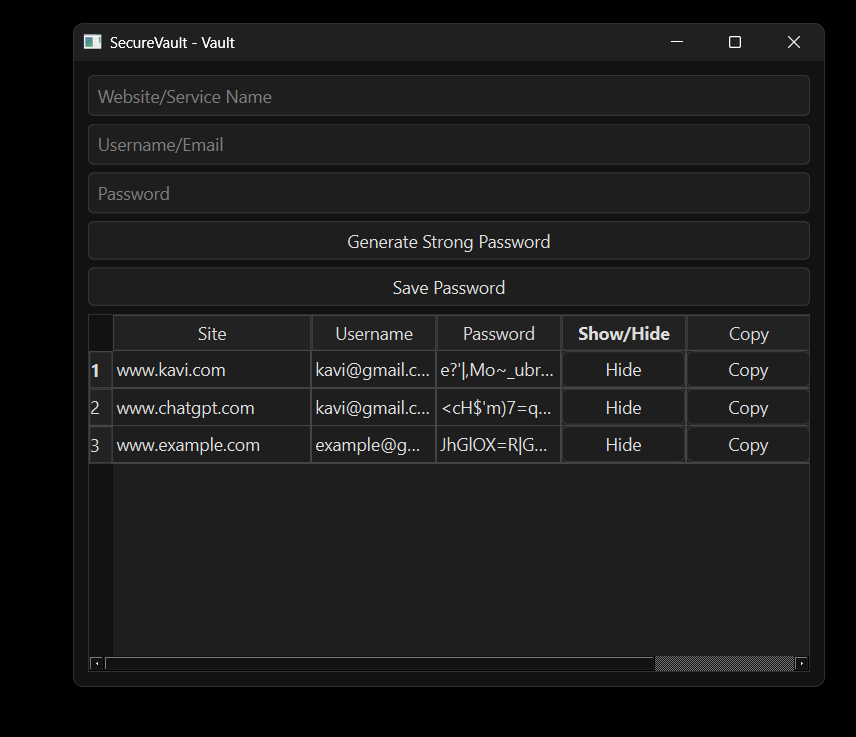 SecureVault - Vault
Website/Service Name
Username/Email
Password
Generate Strong Password
Save Password
Site Username Password Show/Hide Copy
1 www.kavi.com kavi@gmail.c... e?'|,Mo~_ubr... Hide Copy
2 www.chatgpt.com kavi@gmail.c... <cH$'m)7=q... Hide Copy
3 www.example.com example@g... JhGlOX=R|G... Hide Copy